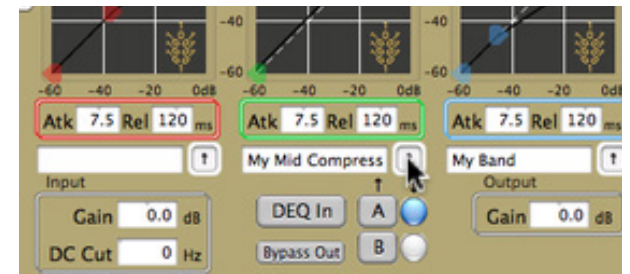 -40 -40
-60 -60
-60 -40 -20 0dB -60 -40 -20 0dB -60 -40 -20 0dB
Atk 7.5 Rel 120 ms Atk 7.5 Rel 120 ms Atk 7.5 Rel 120 ms
My Mid Compress My Band
Input Output
Gain 0.0 dB DEQ In A Gain 0.0 dB
DC Cut 0 Hz Bypass Out B